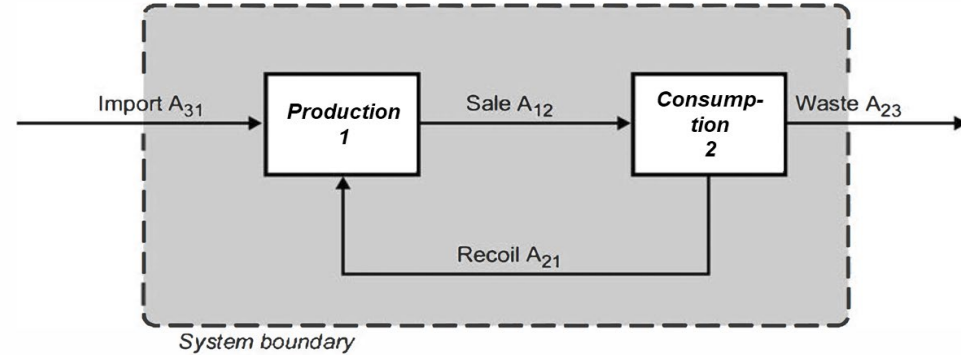 Import A31
Production
1
Sale A12
Consump-
tion
2
Waste A23
Recoil A21
System boundary